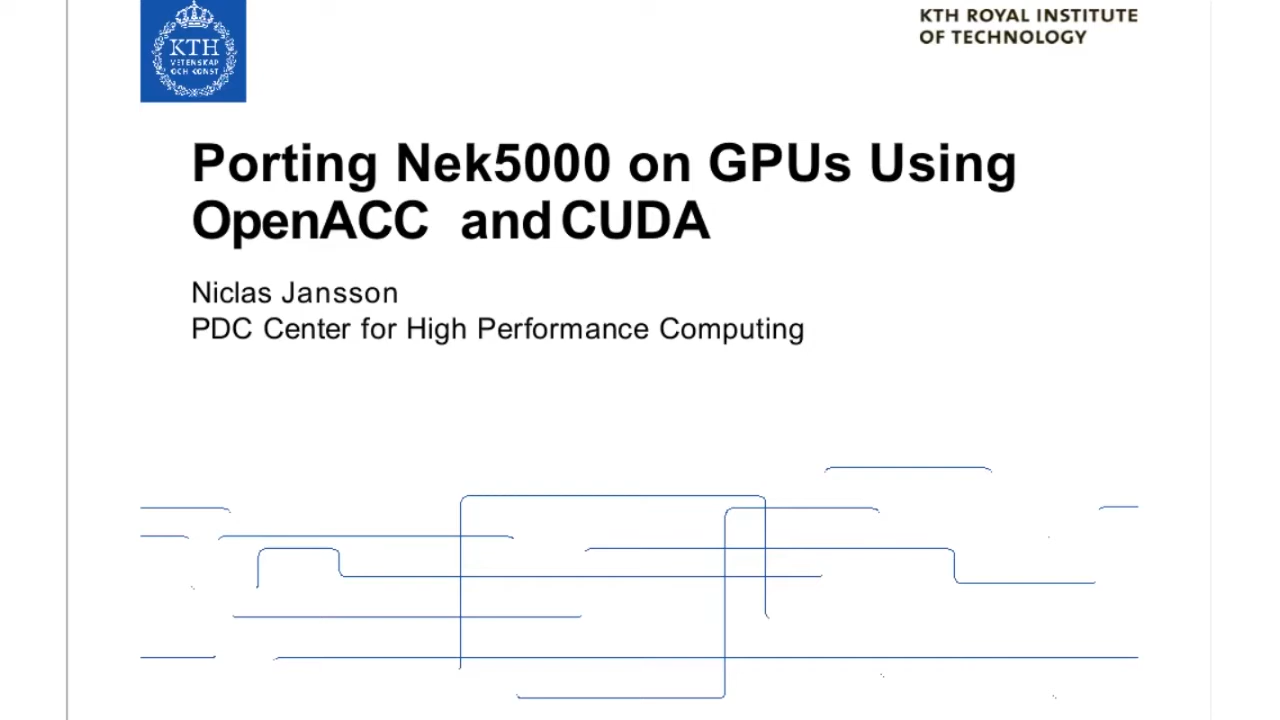 KTH
VETENSKAP
OCH KONST
KTH ROYAL INSTITUTE
OF TECHNOLOGY
Porting Nek5000 on GPUs Using
OpenACC and CUDA
Niclas Jansson
PDC Center for High Performance Computing